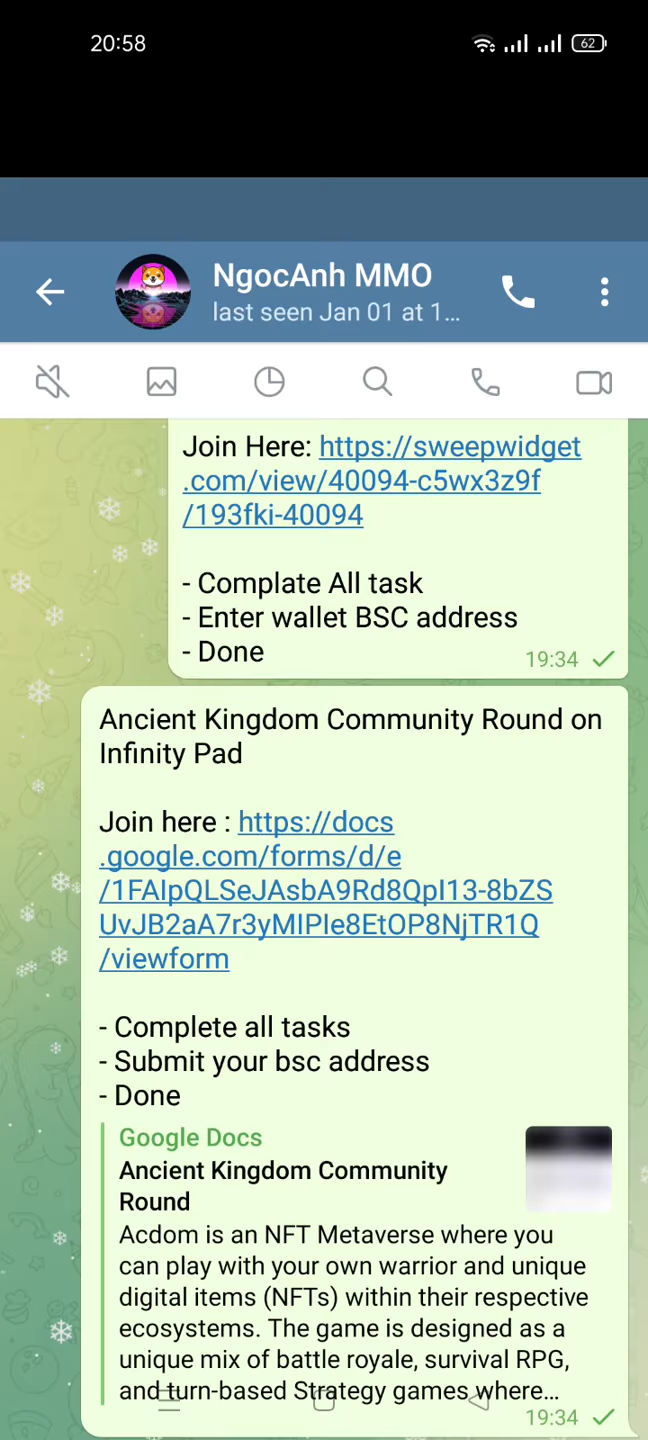 20:58
62
NgocAnh MMO
last seen Jan 01 at 1...
Join Here: https://sweepwidget
.com/view/40094-c5wx3z9f
/193fki-40094
- Complate All task
- Enter wallet BSC address
- Done
19:34
Ancient Kingdom Community Round on
Infinity Pad
Join here : https://docs
.google.com/forms/d/e
/1FAIpQLSeJAsbA9Rd8QpI13-8bZS
UvJB2aA7r3yMIPIe8EtOP8NjTR1Q
/viewform
- Complete all tasks
- Submit your bsc address
- Done
Google Docs
Ancient Kingdom Community
Round
Acdom is an NFT Metaverse where you
can play with your own warrior and unique
digital items (NFTs) within their respective
ecosystems. The game is designed as a
unique mix of battle royale, survival RPG,
and turn-based Strategy games where...
19:34